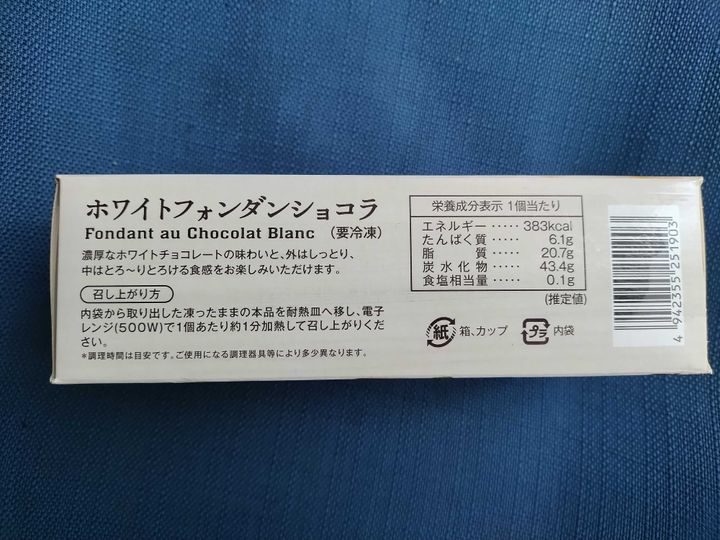 ホワイトフォンダンショコラ
Fondant au Chocolat Blanc （要冷凍）
濃厚なホワイトチョコレートの味わいと、外はしっとり、
中はとろ〜りとろける食感をお楽しみいただけます。
召し上がり方
内袋から取り出した凍ったままの本品を耐熱皿へ移し、電子
レンジ(500W)で1個あたり約1分加熱して召し上がりくだ
さい。
*調理時間は目安です。ご使用になる調理器具等により多少異なります。
栄養成分表示 1個当たり
エネルギー ····· 383kcal
たんぱく質 ····· 6.1g
脂質 ····· 20.7g
炭水化物 ····· 43.4g
食塩相当量 ····· 0.1g
(推定値)
紙 箱、カップ
プラ 内袋
4 942355 251903